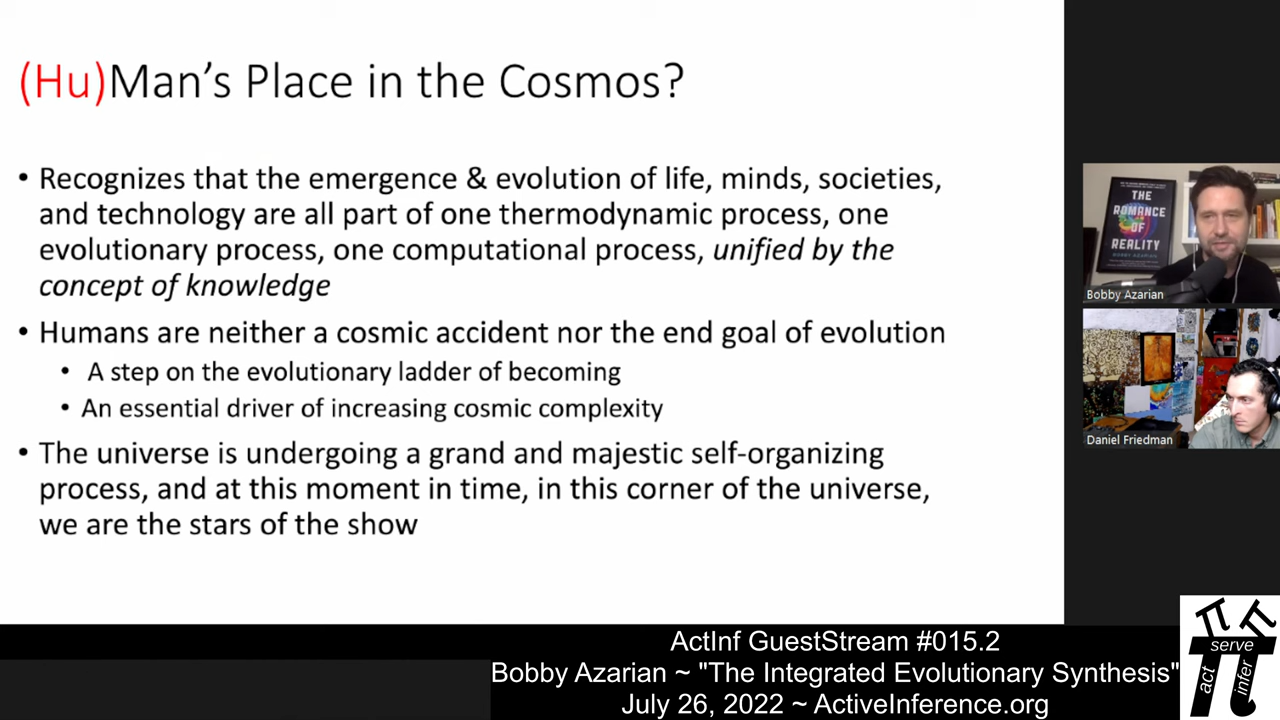 (Hu)Man's Place in the Cosmos?
• Recognizes that the emergence & evolution of life, minds, societies,
and technology are all part of one thermodynamic process, one
evolutionary process, one computational process, unified by the
concept of knowledge
• Humans are neither a cosmic accident nor the end goal of evolution
• A step on the evolutionary ladder of becoming
• An essential driver of increasing cosmic complexity
• The universe is undergoing a grand and majestic self-organizing
process, and at this moment in time, in this corner of the universe,
we are the stars of the show
THE
ROMANCE
OF
REALITY
BOBBY AZARIAN
Bobby Azarian
Daniel Friedman
ActInf GuestStream #015.2
Bobby Azarian ~ "The Integrated Evolutionary Synthesis"
July 26, 2022 ~ ActiveInference.org
serve
act
infer